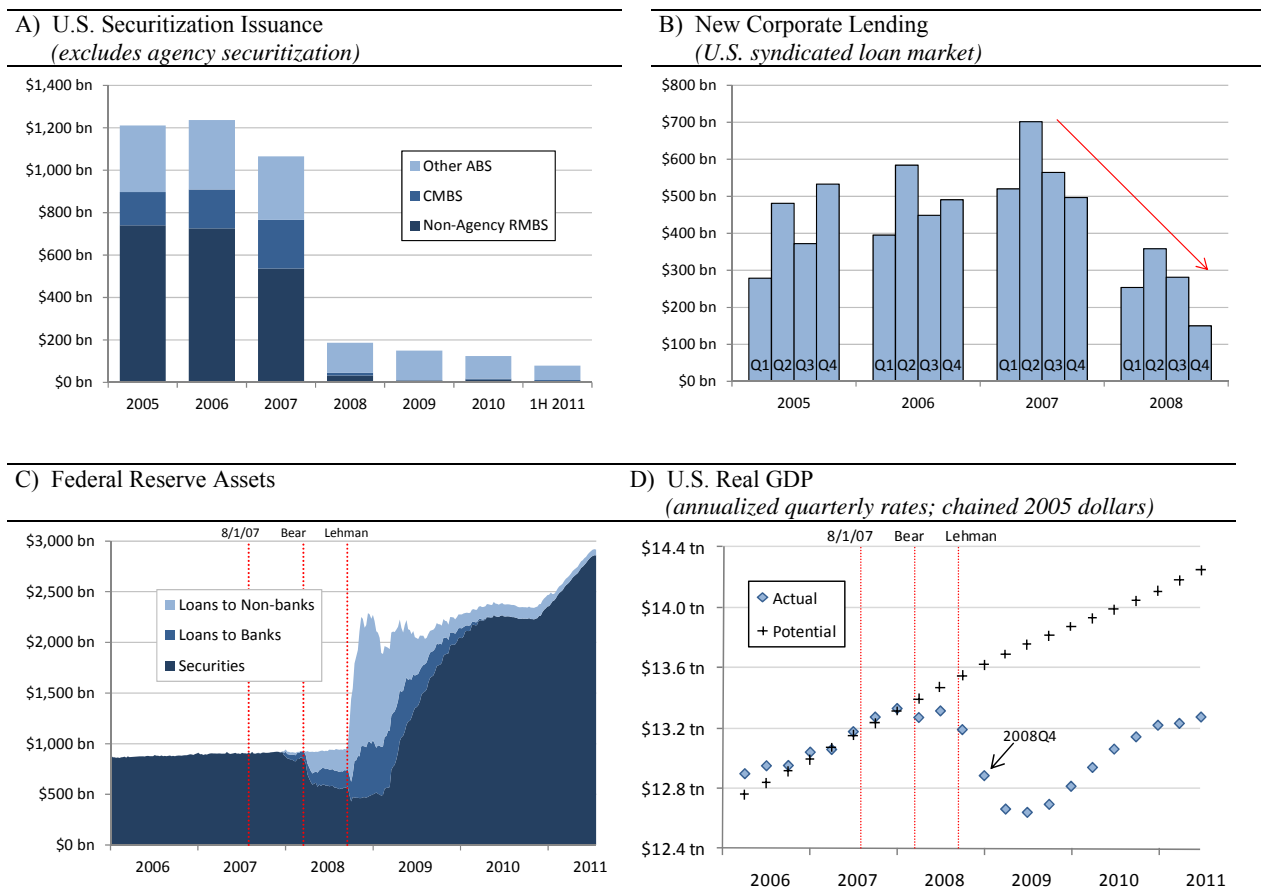 A) U.S. Securitization Issuance
(excludes agency securitization)
$1,400 bn
$1,200 bn
$1,000 bn
$800 bn
$600 bn
$400 bn
$200 bn
$0 bn
Other ABS
CMBS
Non-Agency RMBS
2005 2006 2007 2008 2009 2010 1H 2011
B) New Corporate Lending
(U.S. syndicated loan market)
$800 bn
$700 bn
$600 bn
$500 bn
$400 bn
$300 bn
$200 bn
$100 bn
$0 bn
Q1 Q2 Q3 Q4 Q1 Q2 Q3 Q4 Q1 Q2 Q3 Q4 Q1 Q2 Q3 Q4
2005 2006 2007 2008
C) Federal Reserve Assets
8/1/07 Bear Lehman
$3,000 bn
$2,500 bn
$2,000 bn
$1,500 bn
$1,000 bn
$500 bn
$0 bn
Loans to Non-banks
Loans to Banks
Securities
2006 2007 2008 2009 2010 2011
D) U.S. Real GDP
(annualized quarterly rates; chained 2005 dollars)
8/1/07 Bear Lehman
$14.4 tn
$14.0 tn
$13.6 tn
$13.2 tn
$12.8 tn
$12.4 tn
Actual
Potential
2008Q4
2006 2007 2008 2009 2010 2011